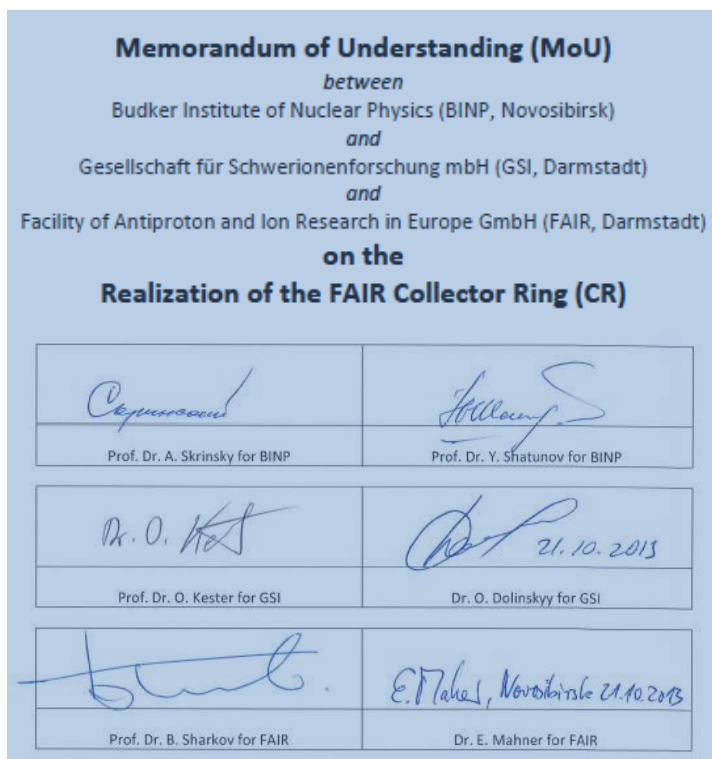 Memorandum of Understanding (MoU)
between
Budker Institute of Nuclear Physics (BINP, Novosibirsk)
and
Gesellschaft für Schwerionenforschung mbH (GSI, Darmstadt)
and
Facility of Antiproton and Ion Research in Europe GmbH (FAIR, Darmstadt)
on the
Realization of the FAIR Collector Ring (CR)
Prof. Dr. A. Skrinsky for BINP
Prof. Dr. Y. Shatunov for BINP
Dr. O.
21.10.2013
Prof. Dr. O. Kester for GSI
Dr. O. Dolinskyy for GSI
E. Mahner, Novosibirsk 21.10.2013
Prof. Dr. B. Sharkov for FAIR
Dr. E. Mahner for FAIR